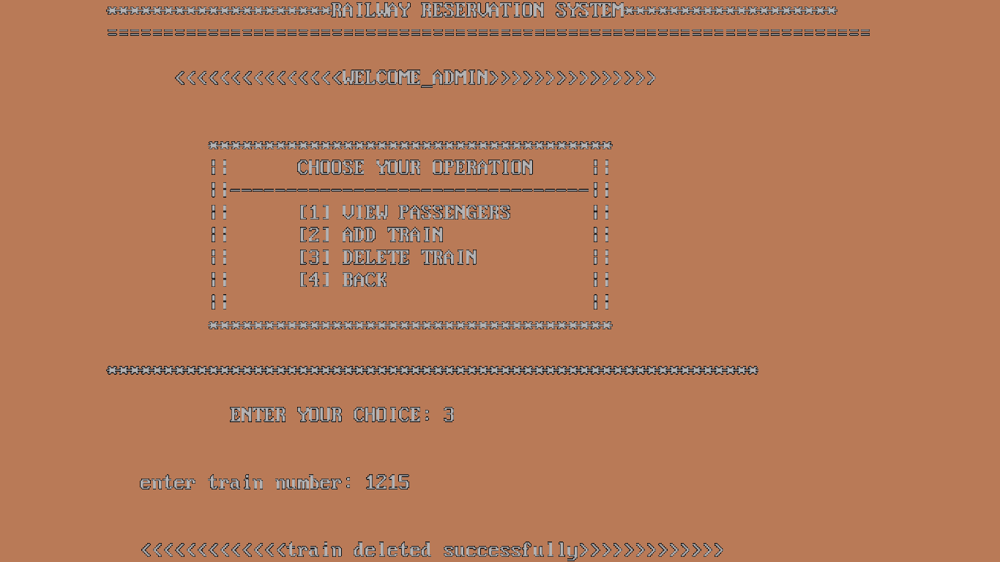 ********************RAILWAY RESERVATION SYSTEM*******************
====================================================================
<<<<<<<<<<<<<<<WELCOME_ADMIN>>>>>>>>>>>>>>>
************************************
|| CHOOSE YOUR OPERATION ||
||--------------------------------||
|| [1] VIEW PASSENGERS ||
|| [2] ADD TRAIN ||
|| [3] DELETE TRAIN ||
|| [4] BACK ||
|| ||
************************************
**********************************************************
ENTER YOUR CHOICE: 3
enter train number: 1215
<<<<<<<<<<<<<train deleted successfully>>>>>>>>>>>>>